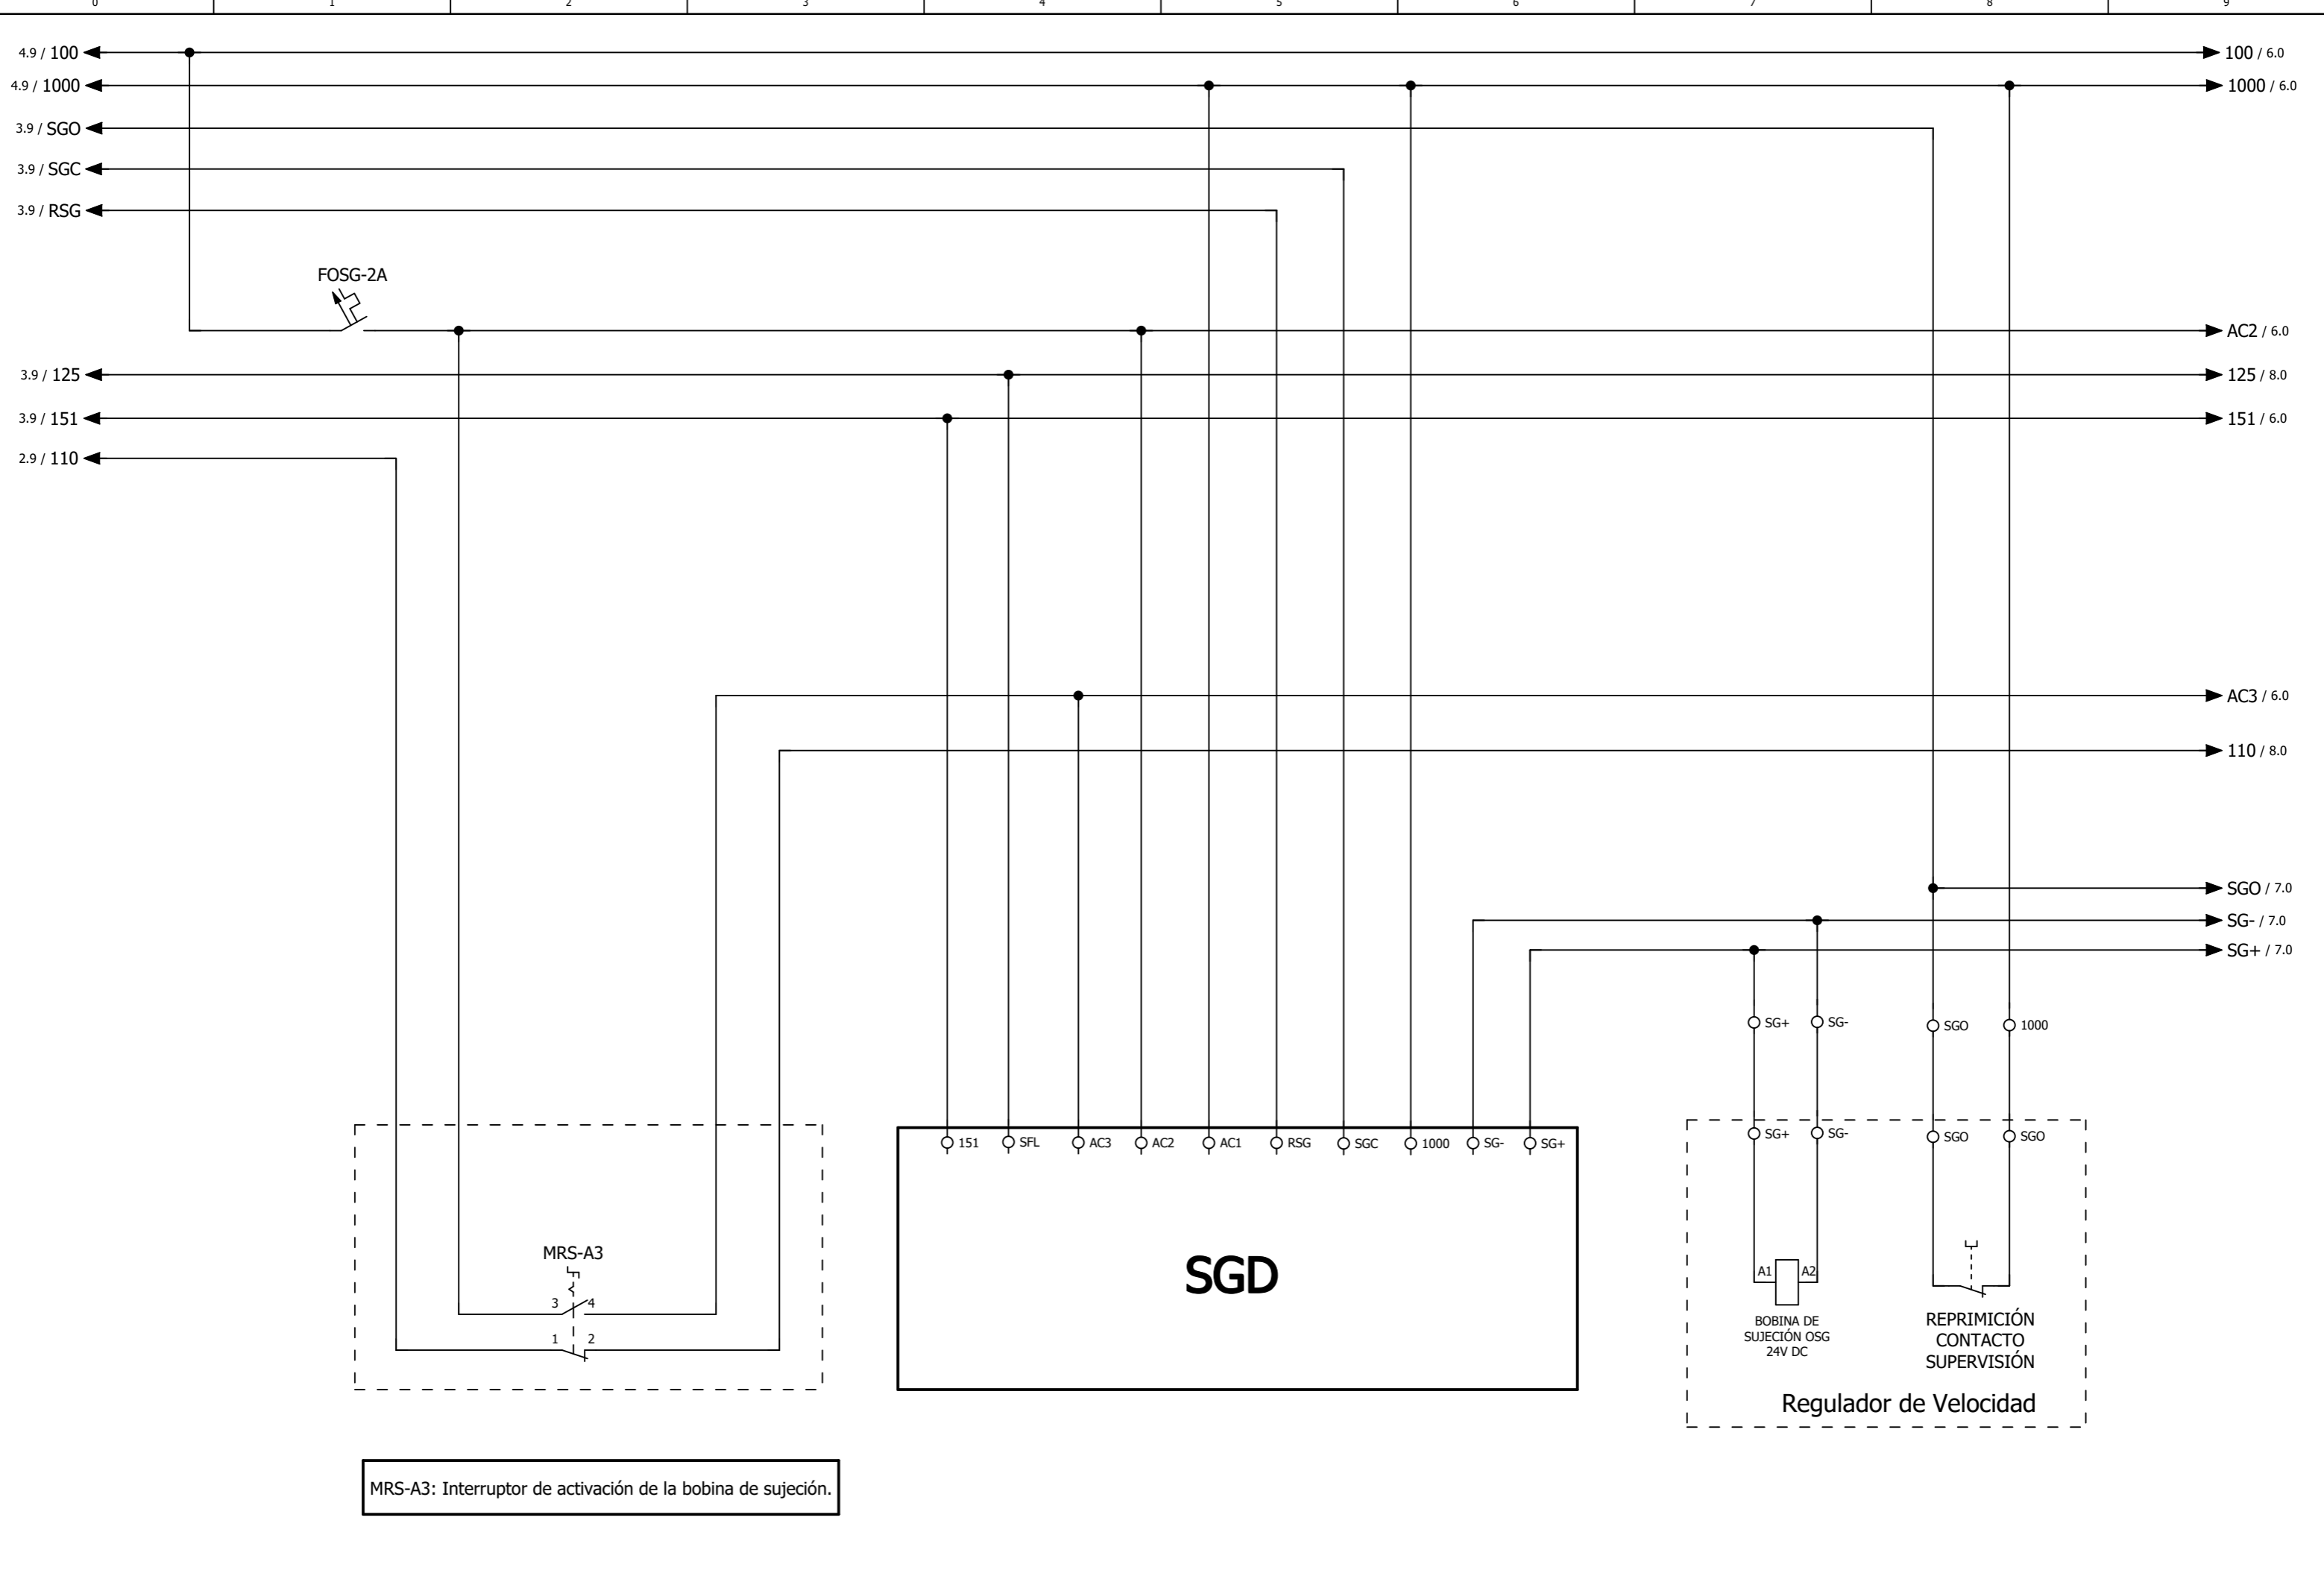 0 1 2 3 4 5 6 7 8 9
4.9 / 100 100 / 6.0
4.9 / 1000 1000 / 6.0
3.9 / SGO
3.9 / SGC
3.9 / RSG
FOSG-2A
AC2 / 6.0
3.9 / 125 125 / 8.0
3.9 / 151 151 / 6.0
2.9 / 110
AC3 / 6.0
110 / 8.0
SGO / 7.0
SG- / 7.0
SG+ / 7.0
SG+ SG- SGO 1000
151 SFL AC3 AC2 AC1 RSG SGC 1000 SG- SG+
SG+ SG- SGO SGO
MRS-A3
3 4
1 2
SGD
A1 A2
BOBINA DE
SUJECIÓN OSG
24V DC
REPRIMICIÓN
CONTACTO
SUPERVISIÓN
Regulador de Velocidad
MRS-A3: Interruptor de activación de la bobina de sujeción.